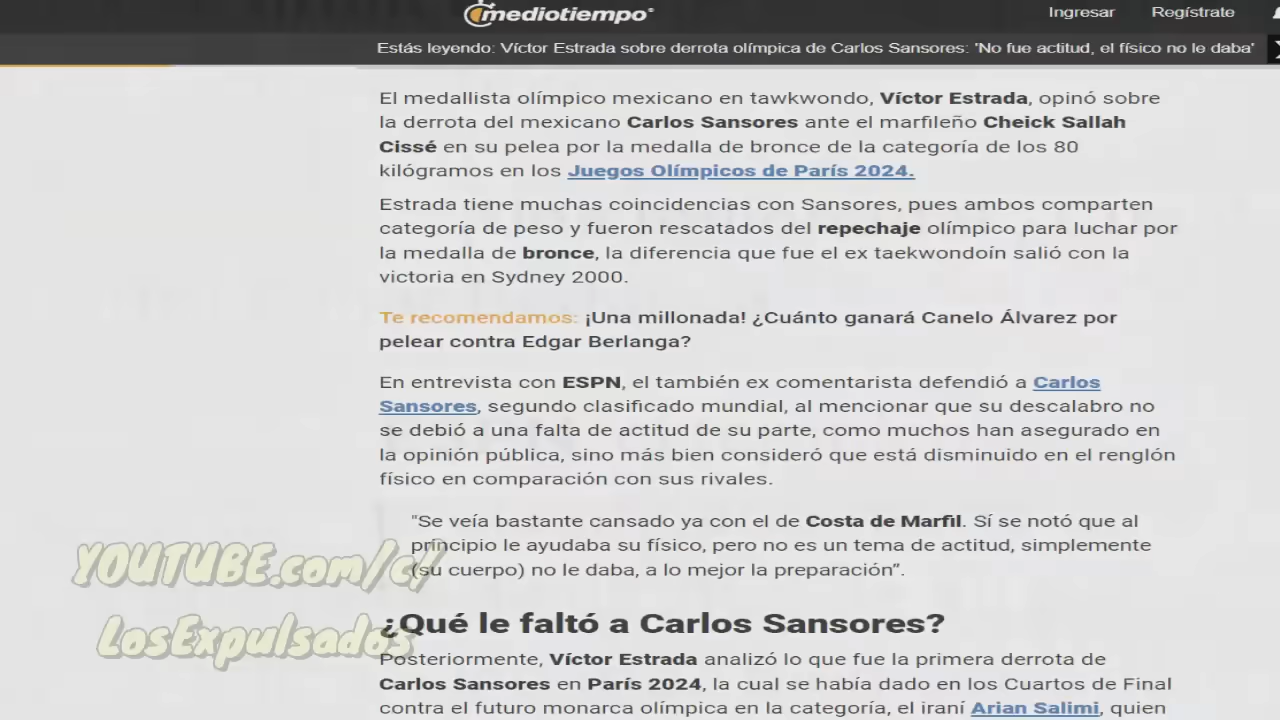 mediotiempo
Ingresar Regístrate
Estás leyendo: Víctor Estrada sobre derrota olímpica de Carlos Sansores: 'No fue actitud, el físico no le daba'
El medallista olímpico mexicano en tawkwondo, Víctor Estrada, opinó sobre
la derrota del mexicano Carlos Sansores ante el marfileño Cheick Sallah
Cissé en su pelea por la medalla de bronce de la categoría de los 80
kilógramos en los Juegos Olímpicos de París 2024.
Estrada tiene muchas coincidencias con Sansores, pues ambos comparten
categoría de peso y fueron rescatados del repechaje olímpico para luchar por
la medalla de bronce, la diferencia que fue el ex taekwondoín salió con la
victoria en Sydney 2000.
Te recomendamos: ¡Una millonada! ¿Cuánto ganará Canelo Álvarez por
pelear contra Edgar Berlanga?
En entrevista con ESPN, el también ex comentarista defendió a Carlos
Sansores, segundo clasificado mundial, al mencionar que su descalabro no
se debió a una falta de actitud de su parte, como muchos han asegurado en
la opinión pública, sino más bien consideró que está disminuido en el renglón
físico en comparación con sus rivales.
"Se veía bastante cansado ya con el de Costa de Marfil. Sí se notó que al
principio le ayudaba su físico, pero no es un tema de actitud, simplemente
(su cuerpo) no le daba, a lo mejor la preparación”.
YOUTUBE.com/c/
LosExpulsados
¿Qué le faltó a Carlos Sansores?
Posteriormente, Víctor Estrada analizó lo que fue la primera derrota de
Carlos Sansores en París 2024, la cual se había dado en los Cuartos de Final
contra el futuro monarca olímpica en la categoría, el iraní Arian Salimi, quien